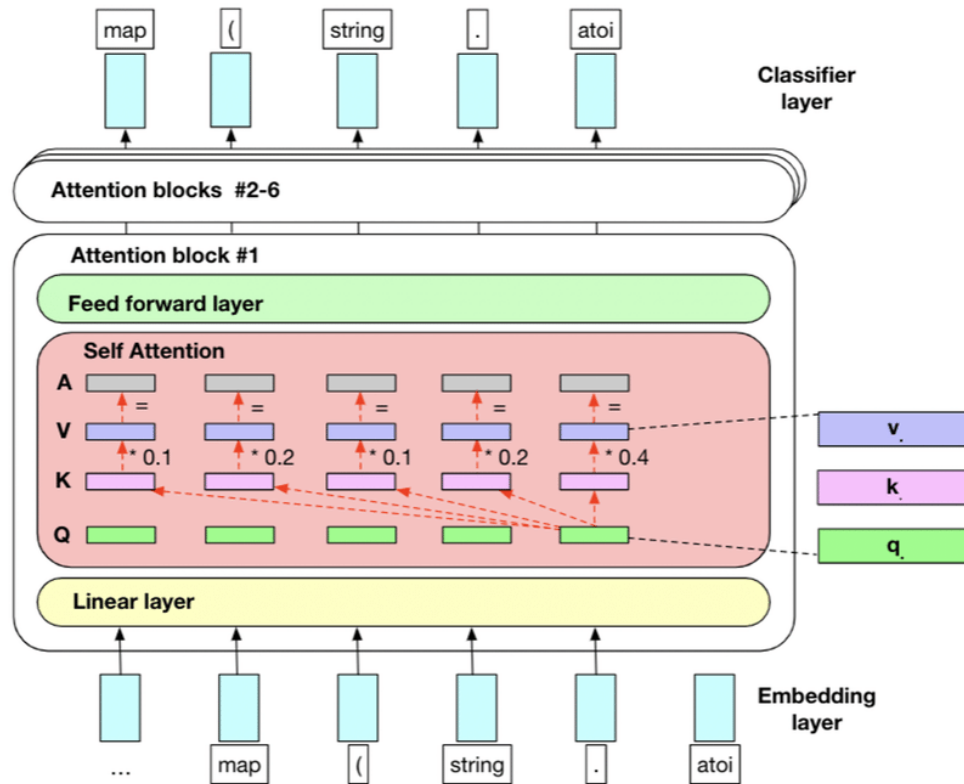 map ( string . atoi
Classifier
layer
Attention blocks #2-6
Attention block #1
Feed forward layer
Self Attention
A
= = = = =
V
* 0.1 * 0.2 * 0.1 * 0.2 * 0.4
K
Q
v.
k.
q.
Linear layer
Embedding
layer
... map ( string . atoi